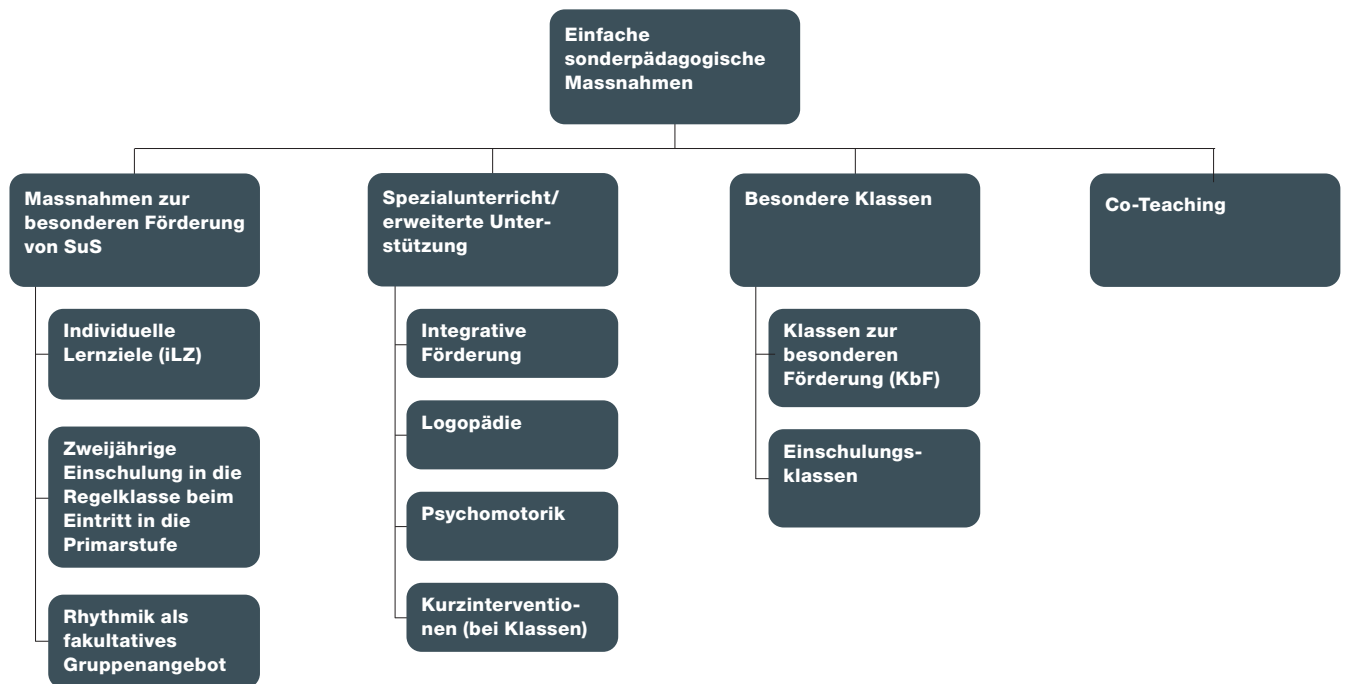 Einfache
sonderpädagogische
Massnahmen
Massnahmen zur
besonderen Förderung
von SuS
Individuelle
Lernziele (iLZ)
Zweijährige
Einschulung in die
Regelklasse beim
Eintritt in die
Primarstufe
Rhythmik als
fakultatives
Gruppenangebot
Spezialunterricht/
erweiterte Unter-
stützung
Integrative
Förderung
Logopädie
Psychomotorik
Kurzinterventio-
nen (bei Klassen)
Besondere Klassen
Klassen zur
besonderen
Förderung (KbF)
Einschulungs-
klassen
Co-Teaching